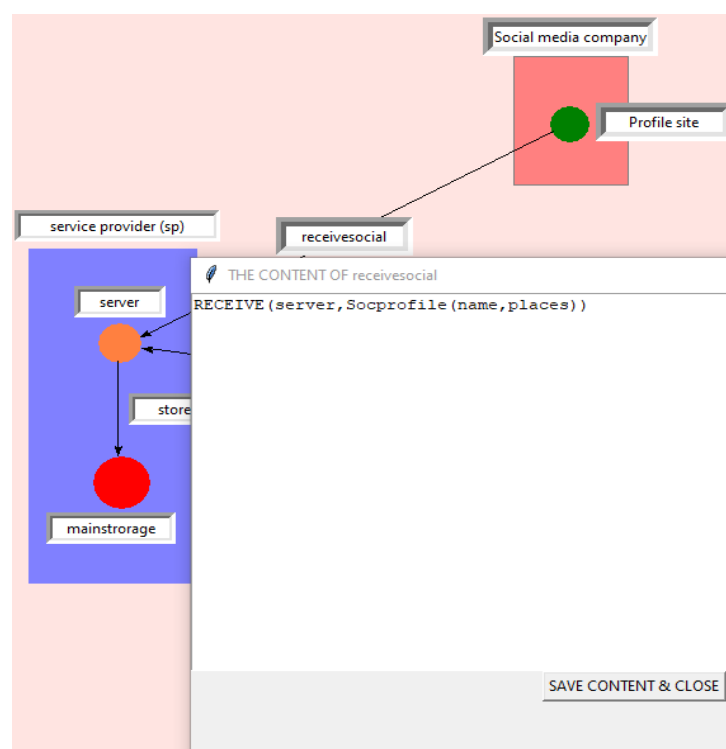 Social media company
Profile site
service provider (sp)
receivesocial
THE CONTENT OF receivesocial
server
RECEIVE(server,Socprofile(name,places))
store
mainstrorage
SAVE CONTENT & CLOSE